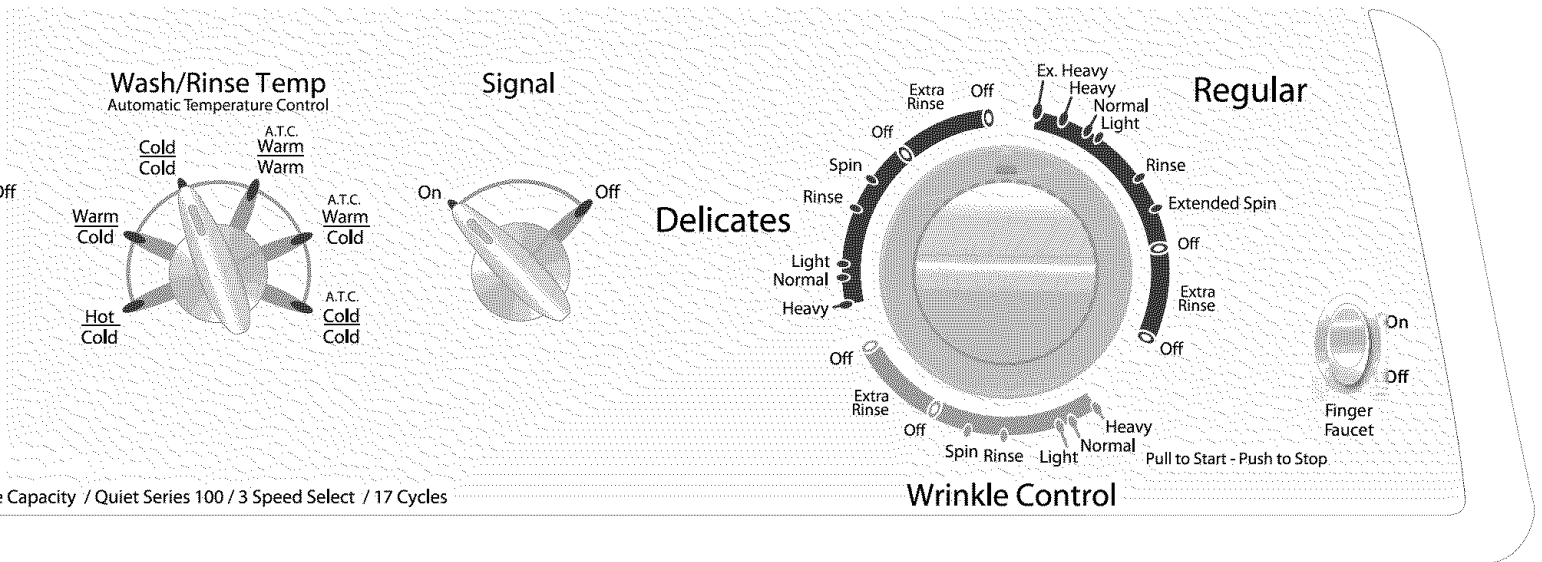 Wash/Rinse Temp
Automatic Temperature Control
Cold
Cold
A.T.C.
Warm
Warm
Warm
Cold
A.T.C.
Warm
Cold
Hot
Cold
A.T.C.
Cold
Cold
Off
Signal
On
Off
Delicates
Extra
Rinse
Off
Off
Spin
Rinse
Light
Normal
Heavy
Regular
Ex. Heavy
Heavy
Normal
Light
Rinse
Extended Spin
Off
Extra
Rinse
Off
Off
Extra
Rinse
Off
Spin
Rinse
Light
Normal
Heavy
Pull to Start - Push to Stop
Wrinkle Control
On
Off
Finger
Faucet
Capacity / Quiet Series 100 / 3 Speed Select / 17 Cycles